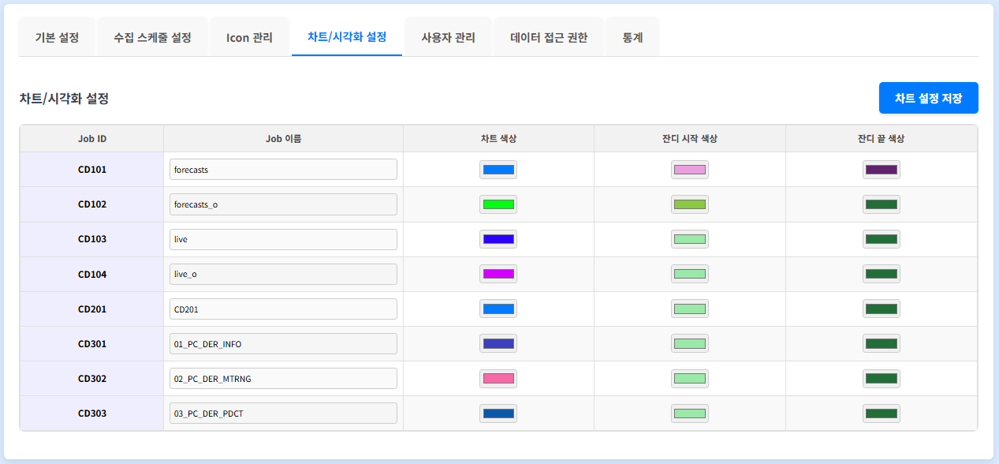 기본 설정 수집 스케줄 설정 Icon 관리 차트/시각화 설정 사용자 관리 데이터 접근 권한 통계
차트/시각화 설정 차트 설정 저장
Job ID Job 이름 차트 색상 잔디 시작 색상 잔디 끝 색상
CD101 forecasts
CD102 forecasts_o
CD103 live
CD104 live_o
CD201 CD201
CD301 01_PC_DER_INFO
CD302 02_PC_DER_MTRNG
CD303 03_PC_DER_PDCT